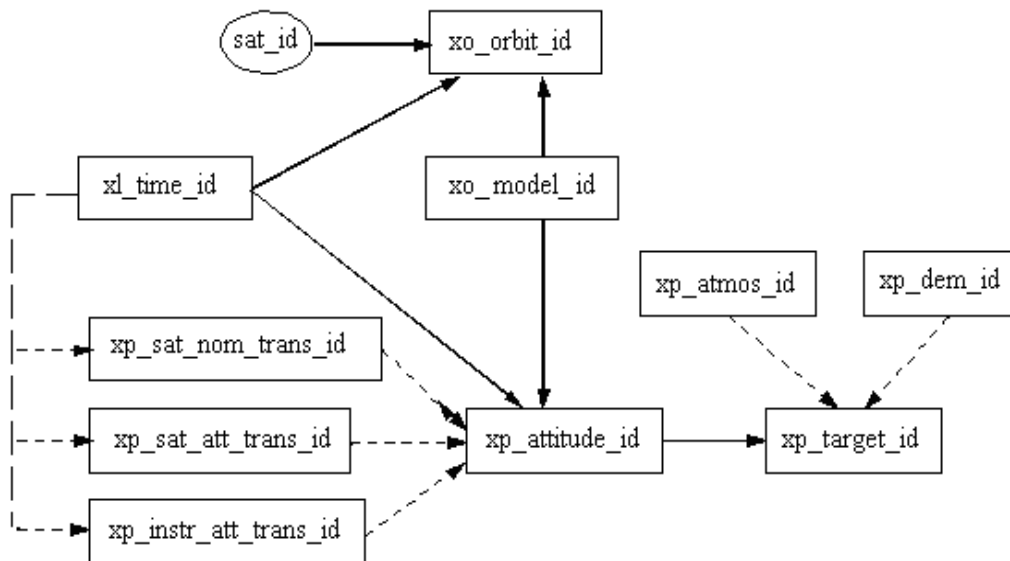 sat_id
xo_orbit_id
xl_time_id
xo_model_id
xp_atmos_id
xp_dem_id
xp_sat_nom_trans_id
xp_sat_att_trans_id
xp_attitude_id
xp_target_id
xp_instr_att_trans_id